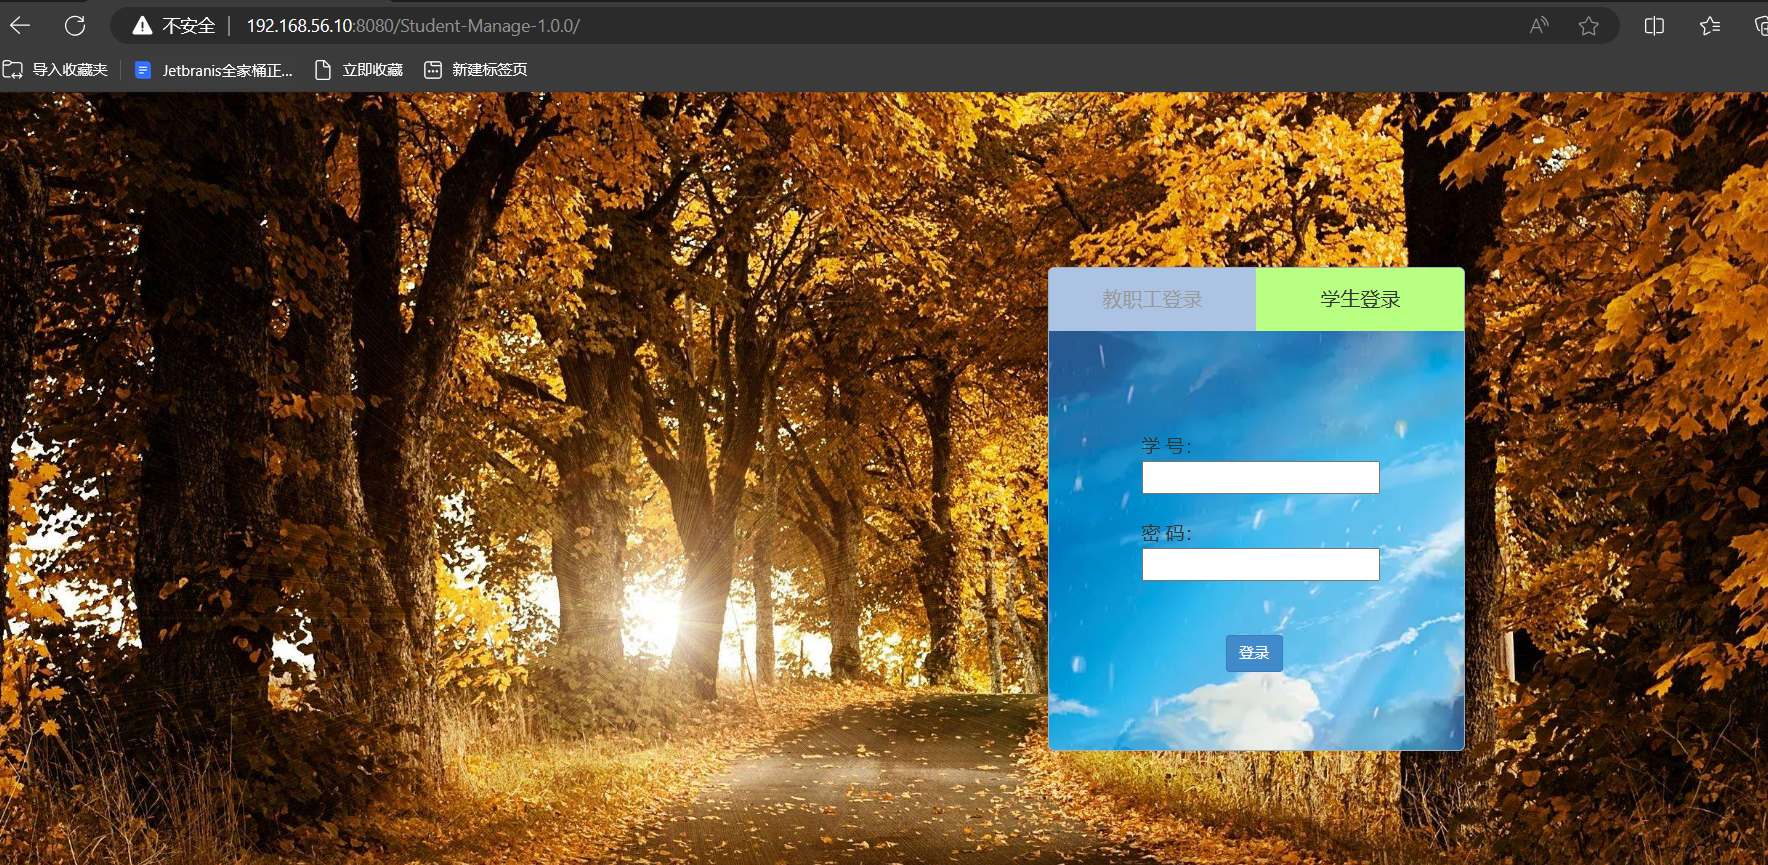 不安全 | 192.168.56.10:8080/Student-Manage-1.0.0/
导入收藏夹 Jetbranis全家桶正... 立即收藏 新建标签页
教职工登录 学生登录
学 号：
密 码：
登录